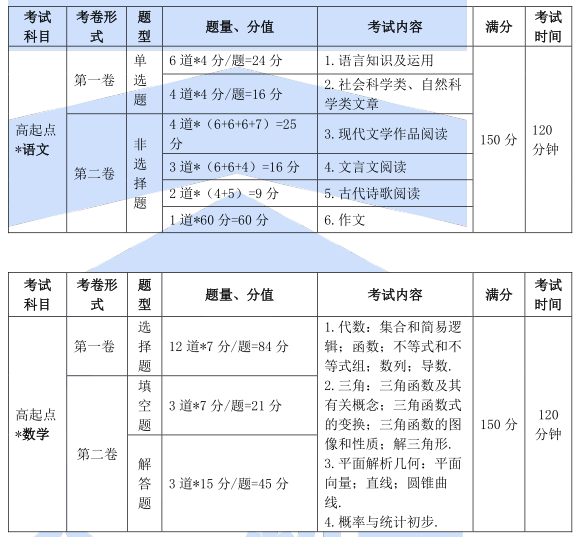 考试科目 考卷形式 题型 题量、分值 考试内容 满分 考试时间
高起点*语文 第一卷 单选题 6 道*4 分/题=24 分 1.语言知识及运用 150 分 120 分钟
4 道*4 分/题=16 分 2.社会科学类、自然科学类文章
第二卷 非选择题 4 道*（6+6+6+7）=25 分 3.现代文学作品阅读
3 道*（6+6+4）=16 分 4.文言文阅读
2 道*（4+5）=9 分 5.古代诗歌阅读
1 道*60 分=60 分 6.作文
考试科目 考卷形式 题型 题量、分值 考试内容 满分 考试时间
高起点*数学 第一卷 选择题 12 道*7 分/题=84 分
第二卷 填空题 3 道*7 分/题=21 分
解答题 3 道*15 分/题=45 分
1.代数：集合和简易逻
辑；函数；不等式和不
等式组；数列；导数.
2.三角：三角函数及其
有关概念；三角函数式
的变换；三角函数的图
像和性质；解三角形.
3.平面解析几何：平面
向量；直线；圆锥曲
线.
4.概率与统计初步.
150 分
120 分钟